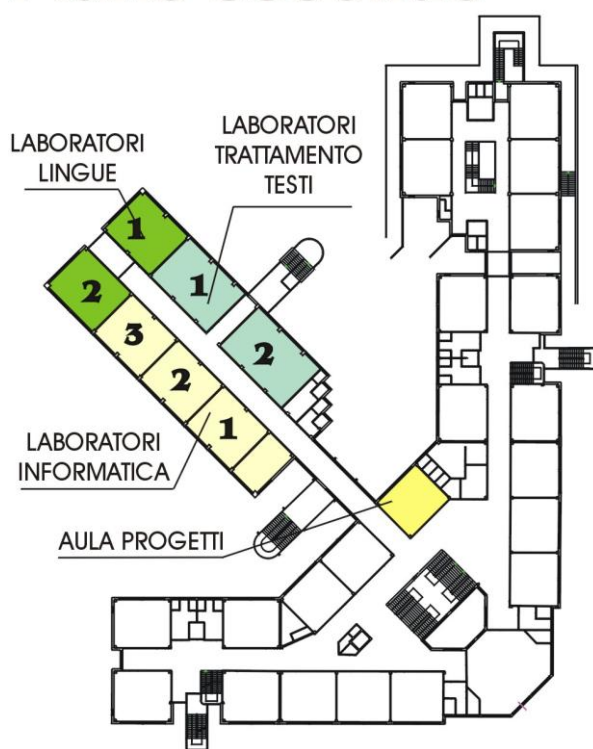 LABORATORI
LINGUE
LABORATORI
TRATTAMENTO
TESTI
1
1
2
3
2
2
1
LABORATORI
INFORMATICA
AULA PROGETTI